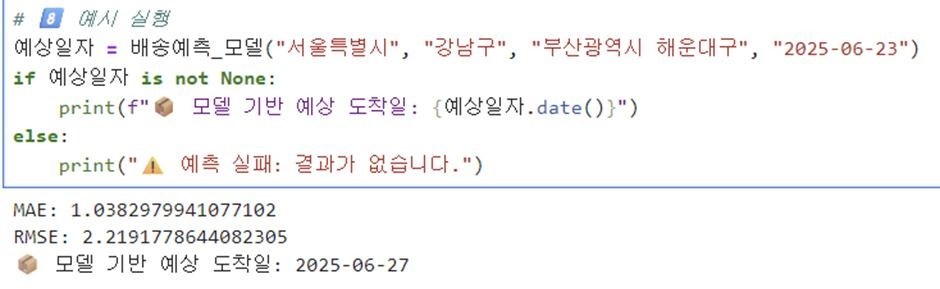 # 8️⃣ 예시 실행
예상일자 = 배송예측_모델("서울특별시", "강남구", "부산광역시 해운대구", "2025-06-23")
if 예상일자 is not None:
    print(f"📦 모델 기반 예상 도착일: {예상일자.date()}")
else:
    print("⚠️ 예측 실패: 결과가 없습니다.")
MAE: 1.0382979941077102
RMSE: 2.2191778644082305
📦 모델 기반 예상 도착일: 2025-06-27